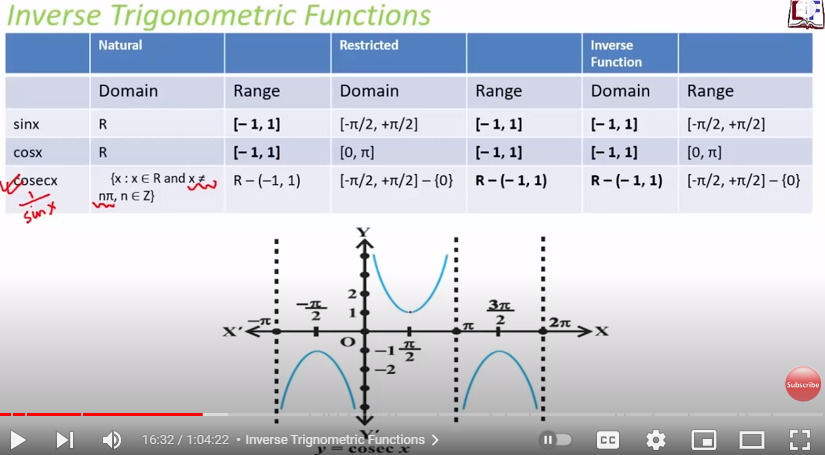 Inverse Trigonometric Functions
Natural Restricted Inverse Function
Domain Range Domain Range Domain Range
sinx R [– 1, 1] [-π/2, +π/2] [– 1, 1] [– 1, 1] [-π/2, +π/2]
cosx R [– 1, 1] [0, π] [– 1, 1] [– 1, 1] [0, π]
cosecx {x : x ∈ R and x ≠ nπ, n ∈ Z} R – (–1, 1) [-π/2, +π/2] – {0} R – (– 1, 1) R – (– 1, 1) [-π/2, +π/2] – {0}
1/sinx
Y
2
1
X′ –π –π/2 O π/2 π 3π/2 2π X
–1
–2
Y′
y = cosec x
Subscribe
16:32 / 1:04:22 • Inverse Trignometric Functions >
CC